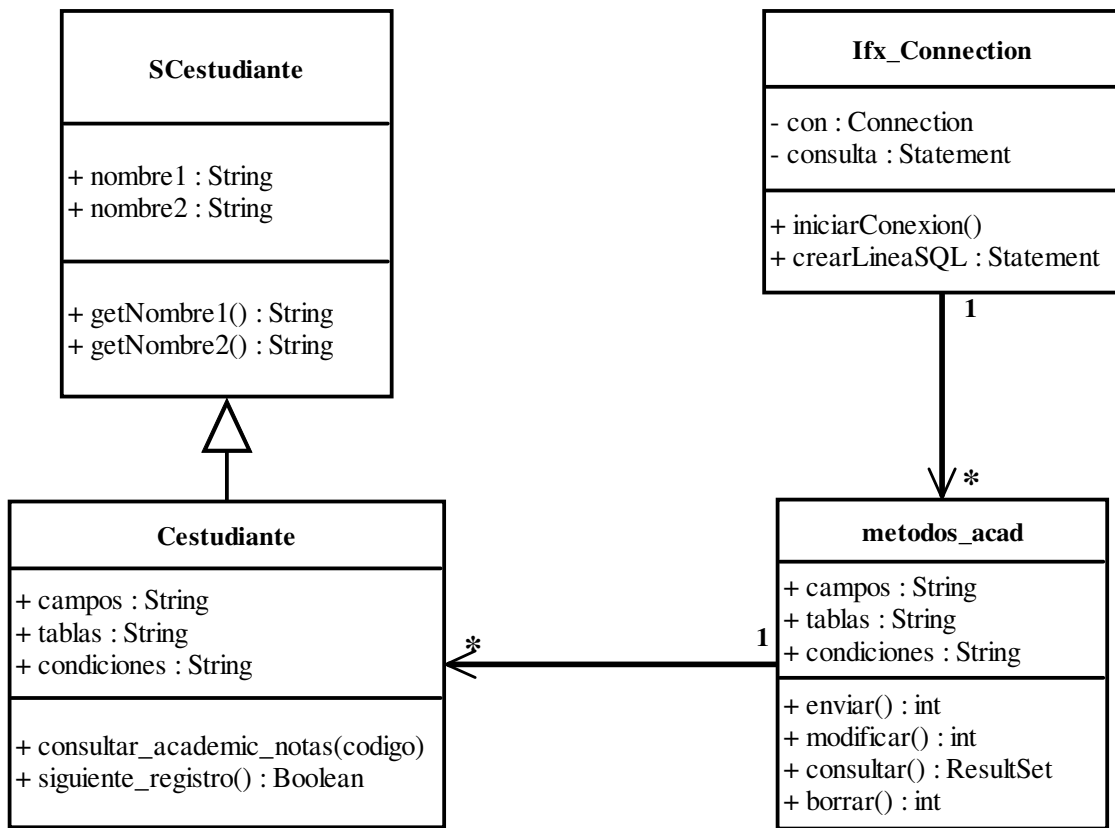 SCestudiante
+ nombre1 : String
+ nombre2 : String
+ getNombre1() : String
+ getNombre2() : String
Ifx_Connection
- con : Connection
- consulta : Statement
+ iniciarConexion()
+ crearLineaSQL : Statement
1
*
Cestudiante
+ campos : String
+ tablas : String
+ condiciones : String
+ consultar_academic_notas(codigo)
+ siguiente_registro() : Boolean
*
1
metodos_acad
+ campos : String
+ tablas : String
+ condiciones : String
+ enviar() : int
+ modificar() : int
+ consultar() : ResultSet
+ borrar() : int